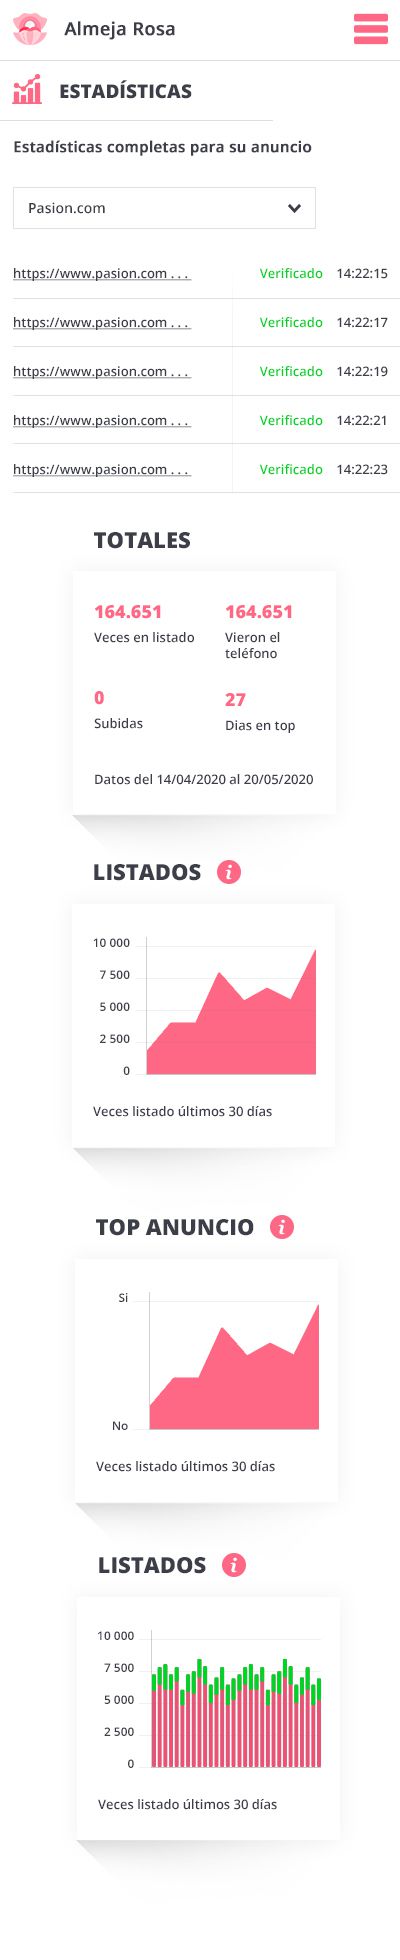 Almeja Rosa
ESTADÍSTICAS
Estadísticas completas para su anuncio
Pasion.com
https://www.pasion.com . . . Verificado 14:22:15
https://www.pasion.com . . . Verificado 14:22:17
https://www.pasion.com . . . Verificado 14:22:19
https://www.pasion.com . . . Verificado 14:22:21
https://www.pasion.com . . . Verificado 14:22:23
TOTALES
164.651 164.651
Veces en listado Vieron el
teléfono
0 27
Subidas Dias en top
Datos del 14/04/2020 al 20/05/2020
LISTADOS i
10 000
7 500
5 000
2 500
0
Veces listado últimos 30 días
TOP ANUNCIO i
Si
No
Veces listado últimos 30 días
LISTADOS i
10 000
7 500
5 000
2 500
0
Veces listado últimos 30 días